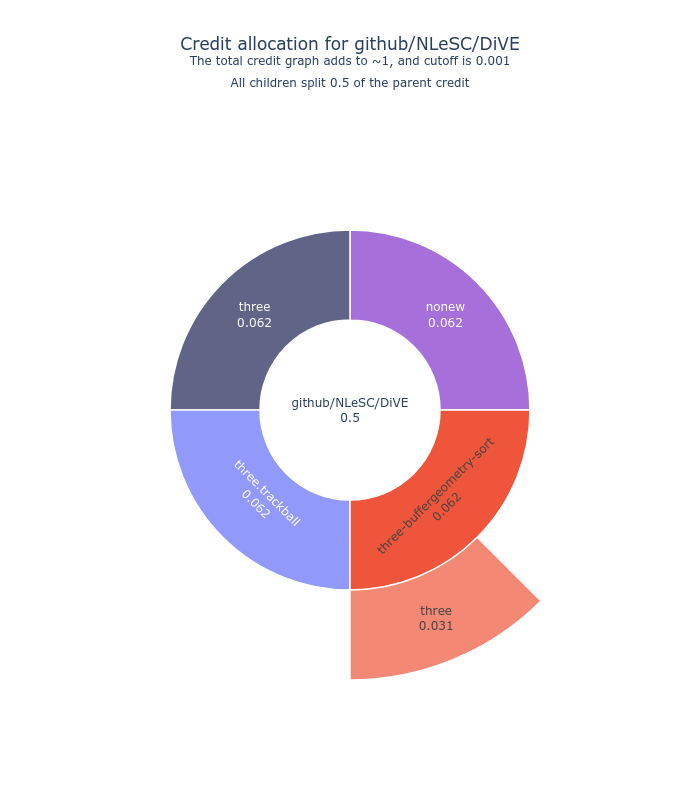 Credit allocation for github/NLeSC/DiVE
The total credit graph adds to ~1, and cutoff is 0.001
All children split 0.5 of the parent credit
three
0.062
nonew
0.062
github/NLeSC/DiVE
0.5
three.trackball
0.062
three-buffergeometry-sort
0.062
three
0.031